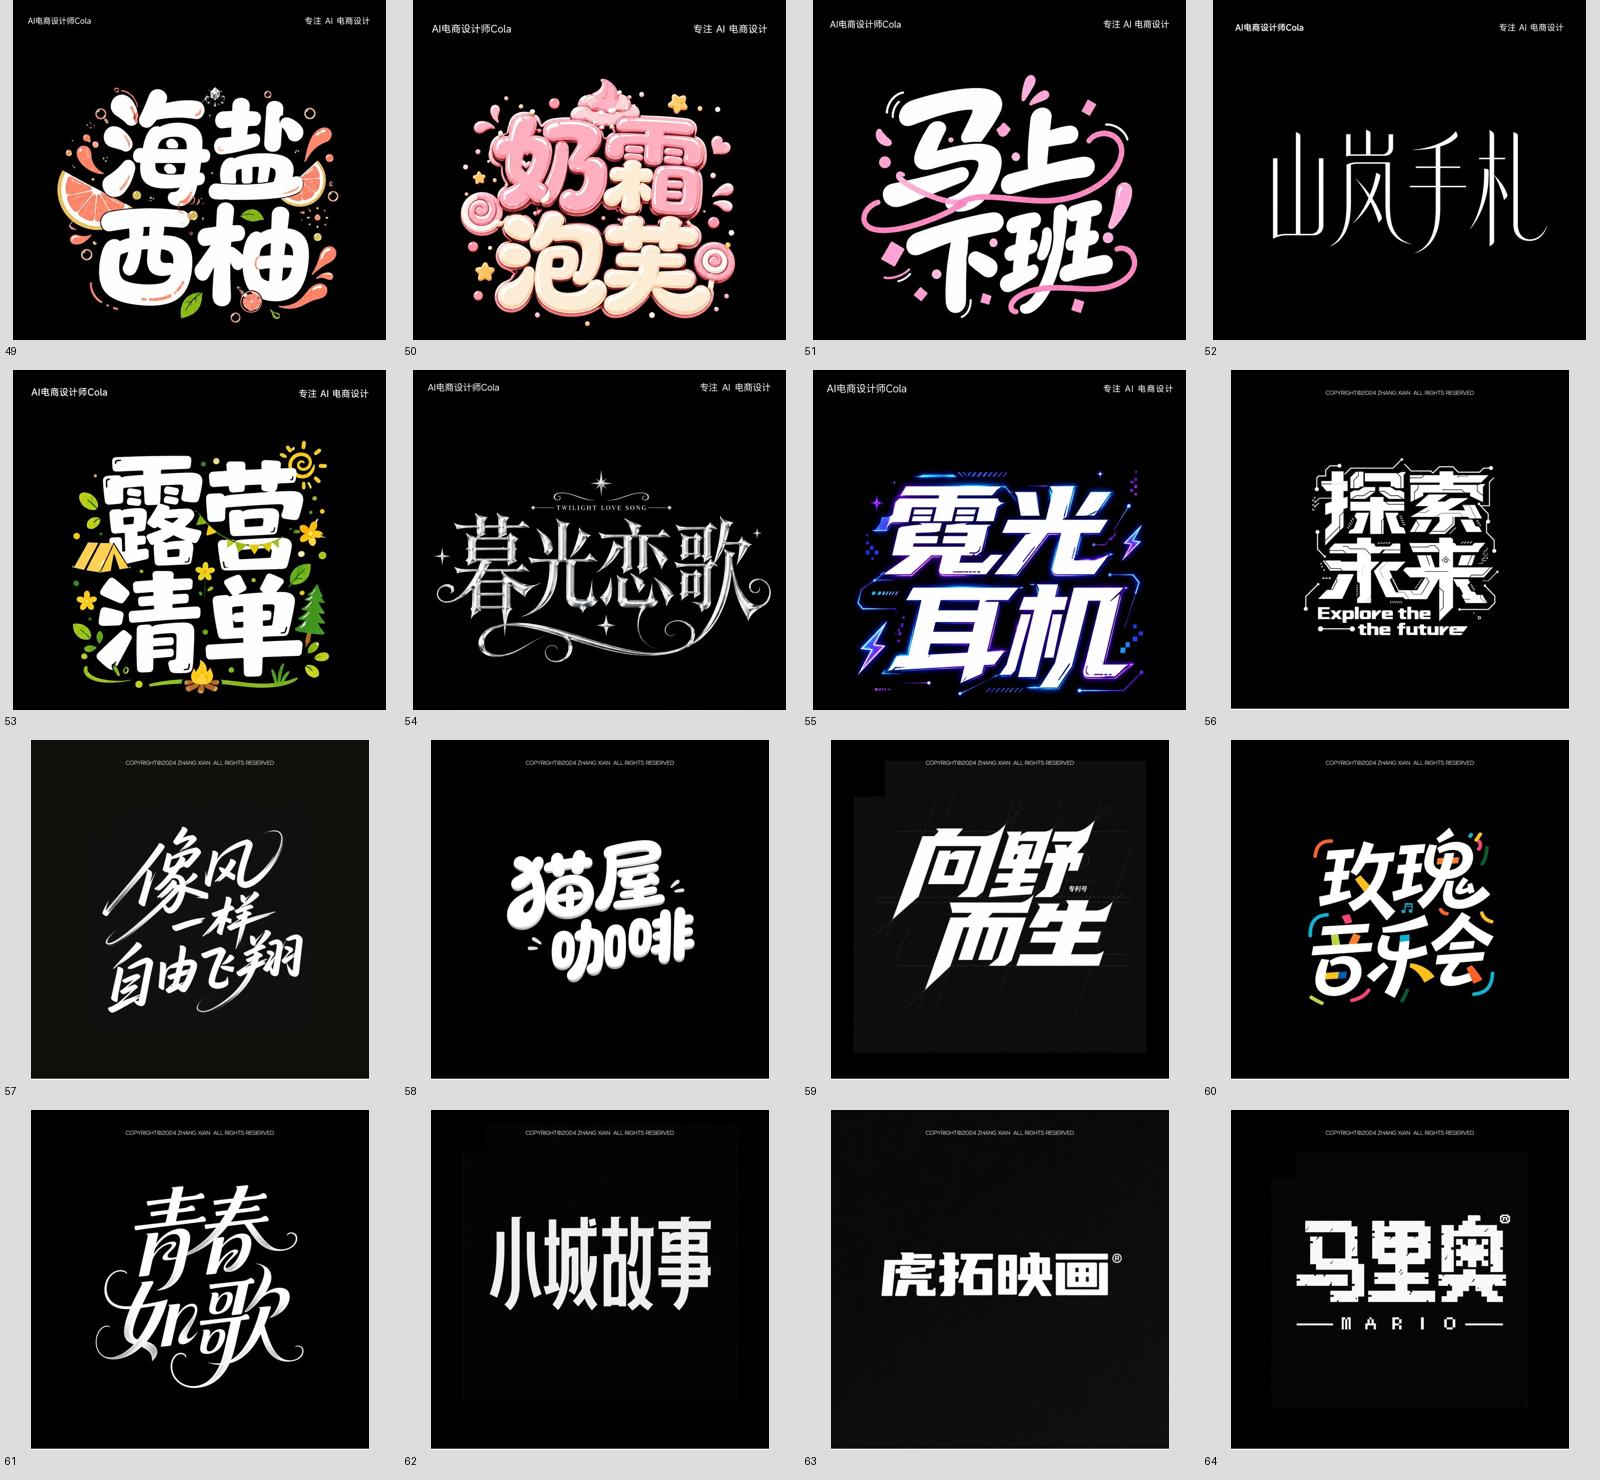 AI电商设计师Cola
专注 AI 电商设计
海盐
西柚
49
AI电商设计师Cola
专注 AI 电商设计
奶霜
泡芙
50
AI电商设计师Cola
专注 AI 电商设计
马上
下班
51
AI电商设计师Cola
专注 AI 电商设计
山岚手札
52
AI电商设计师Cola
专注 AI 电商设计
露营
清单
53
AI电商设计师Cola
专注 AI 电商设计
TWILIGHT LOVE SONG
暮光恋歌
54
AI电商设计师Cola
专注 AI 电商设计
霓光
耳机
55
COPYRIGHT©2024 ZHANG XIAN ALL RIGHTS RESERVED
探索
未来
Explore the
the future
56
COPYRIGHT©2024 ZHANG XIAN ALL RIGHTS RESERVED
像风
一样
自由飞翔
57
COPYRIGHT©2024 ZHANG XIAN ALL RIGHTS RESERVED
猫屋
咖啡
58
COPYRIGHT©2024 ZHANG XIAN ALL RIGHTS RESERVED
向野
专利号
而生
59
COPYRIGHT©2024 ZHANG XIAN ALL RIGHTS RESERVED
玫瑰
音乐会
60
COPYRIGHT©2024 ZHANG XIAN ALL RIGHTS RESERVED
青春
如歌
61
COPYRIGHT©2024 ZHANG XIAN ALL RIGHTS RESERVED
小城故事
62
COPYRIGHT©2024 ZHANG XIAN ALL RIGHTS RESERVED
虎拓映画®
63
COPYRIGHT©2024 ZHANG XIAN ALL RIGHTS RESERVED
马里奥®
MARIO
64